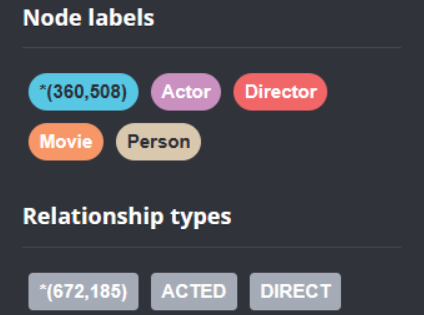 Node labels
*(360,508) Actor Director
Movie Person
Relationship types
*(672,185) ACTED DIRECT